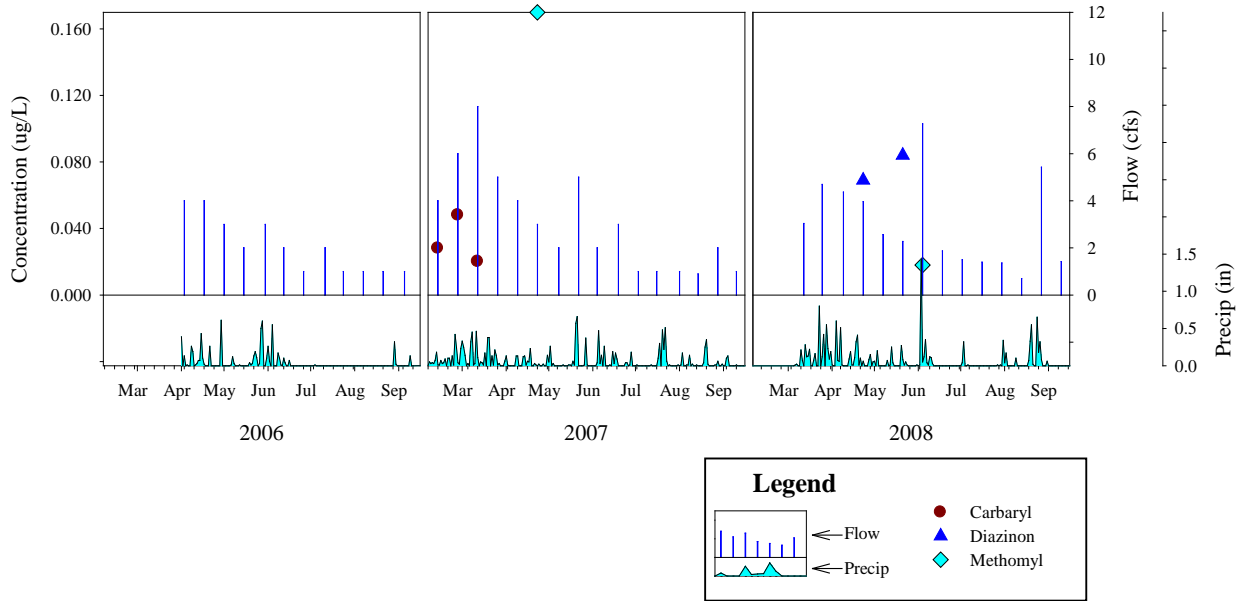 0.160
0.120
0.080
0.040
0.000
Concentration (ug/L)
12
10
8
6
4
2
0
Flow (cfs)
1.5
1.0
0.5
0.0
Precip (in)
Mar Apr May Jun Jul Aug Sep
Mar Apr May Jun Jul Aug Sep
Mar Apr May Jun Jul Aug Sep
2006 2007 2008
Legend
Flow
Precip
Carbaryl
Diazinon
Methomyl